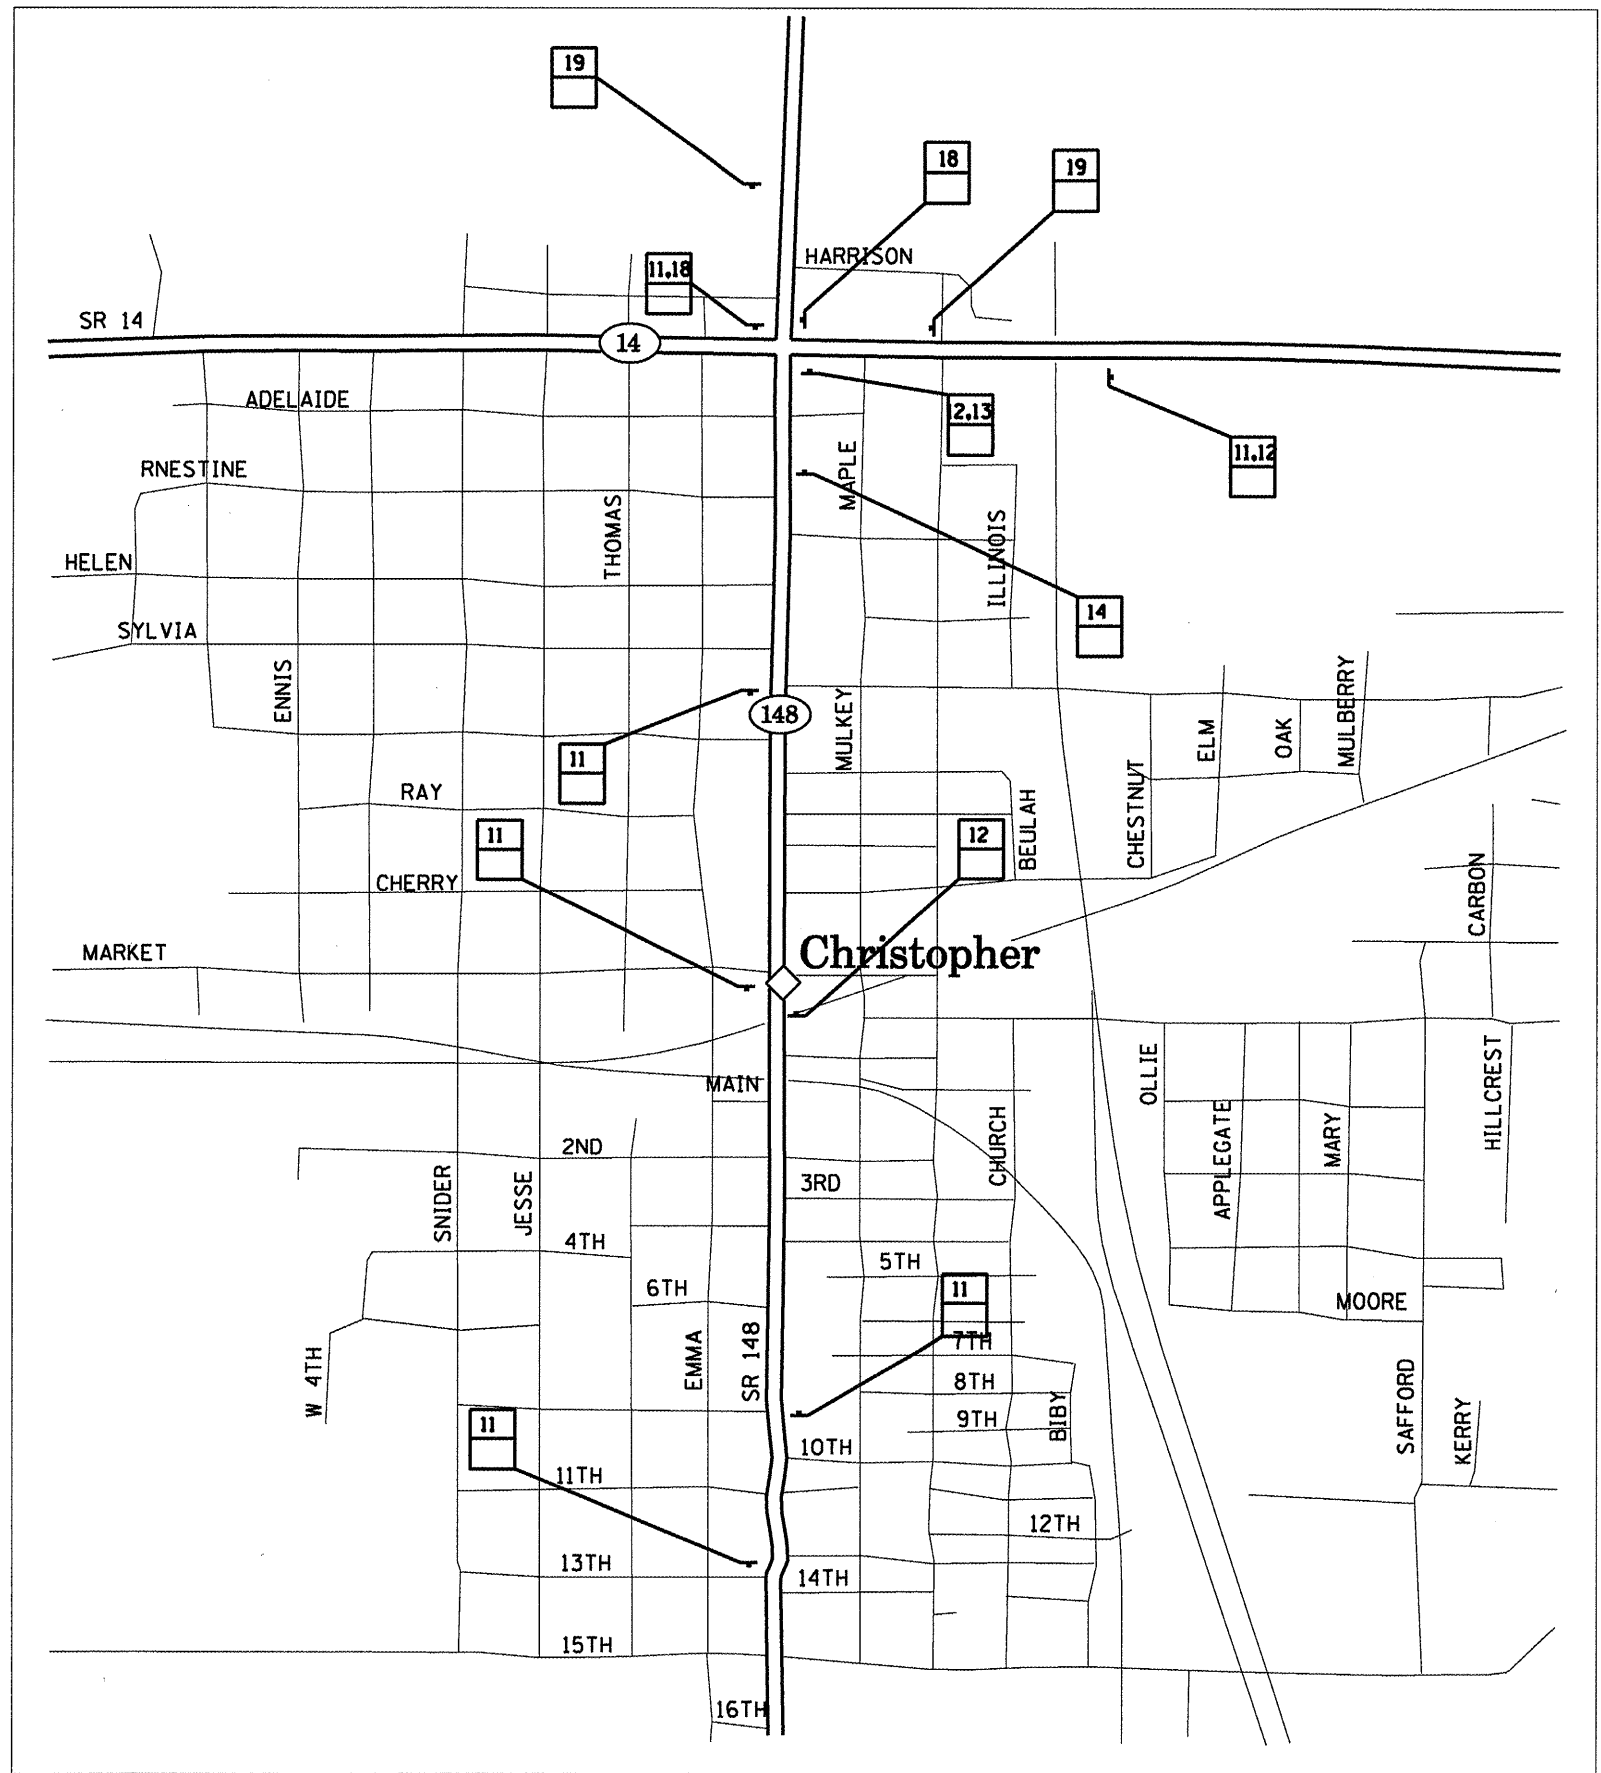 19
18
19
HARRISON
11,18
SR 14
14
ADELAIDE
12,13
11,12
RNESTINE
MAPLE
THOMAS
ILLINOIS
HELEN
14
SYLVIA
ENNIS
MULKEY
148
ELM
OAK
MULBERRY
11
RAY
BEULAH
CHESTNUT
11
12
CHERRY
CARBON
MARKET
Christopher
OLLIE
HILLCREST
MAIN
APPLEGATE
MARY
CHURCH
2ND
SNIDER
JESSE
3RD
4TH
5TH
6TH
11
MOORE
7TH
W 4TH
EMMA
SR 148
8TH
SAFFORD
KERRY
BIBY
9TH
11
10TH
11TH
12TH
13TH
14TH
15TH
16TH